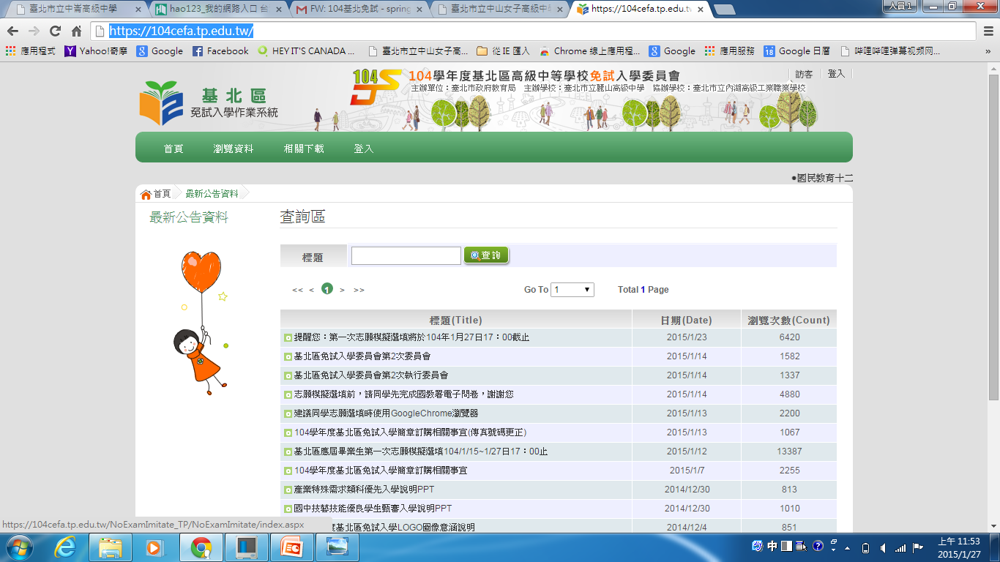 臺北市立中崙高級中學
hao123_我的網路入口 台
FW: 104基北免試 - spring
臺北市立中山女子高級中
https://104cefa.tp.edu.tw
人員 1
https://104cefa.tp.edu.tw/
應用程式 Yahoo!奇摩 Google Facebook HEY IT'S CANADA ... 臺北市立中山女子高... 從 IE 匯入 Chrome 線上應用程... Google 應用服務 Google 日曆 哔哩哔哩弹幕视频网... »
18
基北區
免試入學作業系統
104
104學年度基北區高級中等學校免試入學委員會
主辦單位：臺北市政府教育局 主辦學校：臺北市立麗山高級中學 協辦學校：臺北市立內湖高級工業職業學校
訪客 登入
首頁 瀏覽資料 相關下載 登入
●國民教育十二
首頁 最新公告資料
最新公告資料
查詢區
標題 查詢
<< < 1 > >> Go To 1 Total 1 Page
標題(Title) 日期(Date) 瀏覽次數(Count)
提醒您：第一次志願模擬選填將於104年1月27日17：00截止 2015/1/23 6420
基北區免試入學委員會第2次委員會 2015/1/14 1582
基北區免試入學委員會第2次執行委員會 2015/1/14 1337
志願模擬選填前，請同學先完成國教署電子問卷，謝謝您 2015/1/14 4880
建議同學志願選填時使用GoogleChrome瀏覽器 2015/1/13 2200
104學年度基北區免試入學簡章訂購相關事宜(傳真號碼更正) 2015/1/13 1067
基北區應屆畢業生第一次志願模擬選填104/1/15~1/27日17：00止 2015/1/12 13387
104學年度基北區免試入學簡章訂購相關事宜 2015/1/7 2255
產業特殊需求類科優先入學說明PPT 2014/12/30 813
國中技藝技能優良學生甄審入學說明PPT 2014/12/30 1010
度基北區免試入學LOGO圖像意涵說明 2014/12/4 851
https://104cefa.tp.edu.tw/NoExamImitate_TP/NoExamImitate/index.aspx
中
上午 11:53
2015/1/27